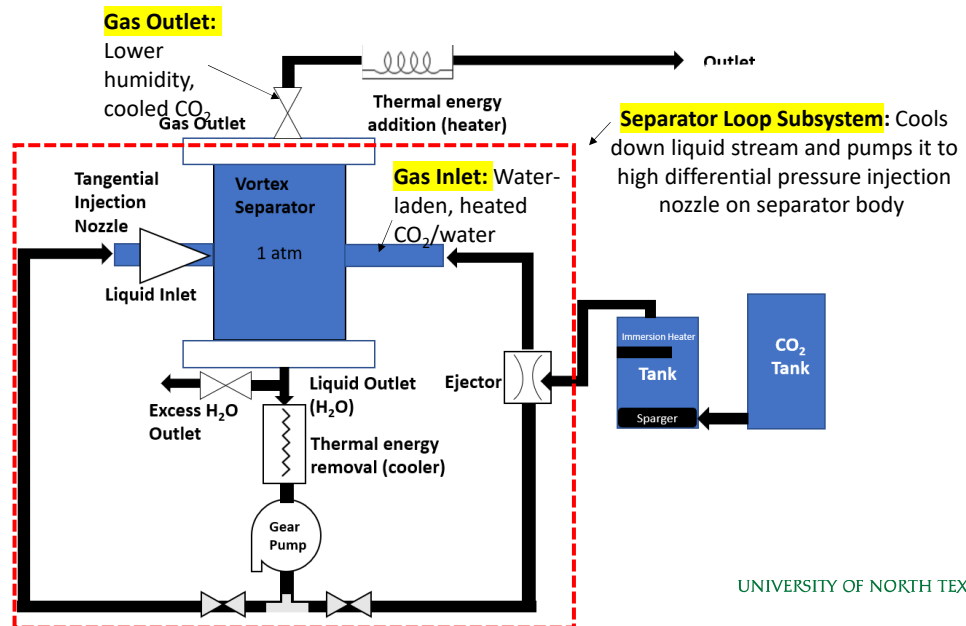 Gas Outlet:
Lower
humidity,
cooled CO₂
Gas Outlet
Thermal energy
addition (heater)
Outlet
Separator Loop Subsystem: Cools
down liquid stream and pumps it to
high differential pressure injection
nozzle on separator body
Tangential
Injection
Nozzle
Vortex
Separator
1 atm
Gas Inlet: Water-
laden, heated
CO₂/water
Liquid Inlet
Immersion Heater
Tank
Sparger
CO₂
Tank
Ejector
Excess H₂O
Outlet
Liquid Outlet
(H₂O)
Thermal energy
removal (cooler)
Gear
Pump
UNIVERSITY OF NORTH TEX